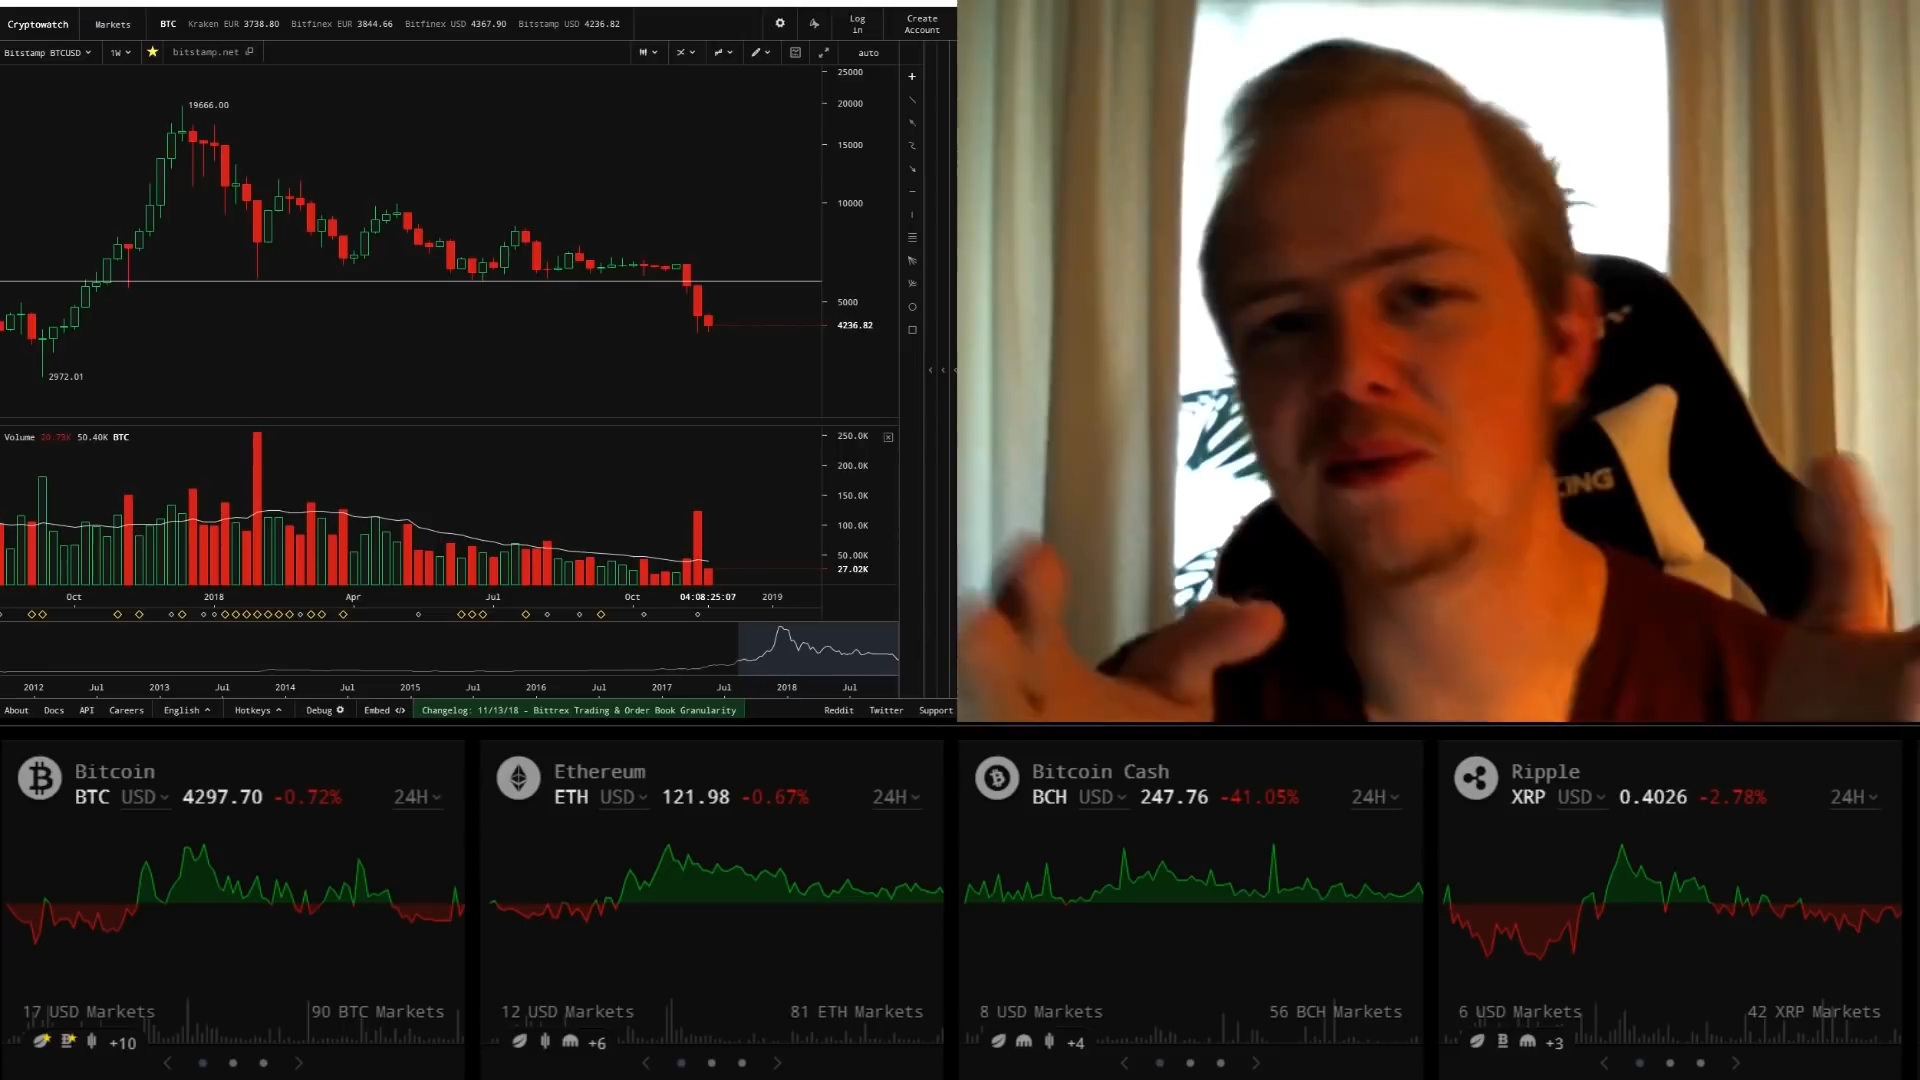 Cryptowatch Markets BTC Kraken EUR 3738.80 Bitfinex EUR 3844.66 Bitfinex USD 4367.90 Bitstamp USD 4236.82 Log in Create Account
Bitstamp BTCUSD 1W bitstamp.net auto
25000
19666.00
20000
15000
10000
5000
4236.82
2972.01
Volume 20.73K 50.40K BTC
250.0K
200.0K
150.0K
100.0K
50.00K
27.02K
Oct 2018 Apr Jul Oct 04:08:25:07 2019
2012 Jul 2013 Jul 2014 Jul 2015 Jul 2016 Jul 2017 Jul 2018 Jul
About Docs API Careers English Hotkeys Debug Embed </> Changelog: 11/13/18 - Bittrex Trading & Order Book Granularity Reddit Twitter Support
KING
Bitcoin
BTC USD 4297.70 -0.72% 24H
17 USD Markets 90 BTC Markets
+10
Ethereum
ETH USD 121.98 -0.67% 24H
12 USD Markets 81 ETH Markets
+6
Bitcoin Cash
BCH USD 247.76 -41.05% 24H
8 USD Markets 56 BCH Markets
+4
Ripple
XRP USD 0.4026 -2.78% 24H
6 USD Markets 42 XRP Markets
+3